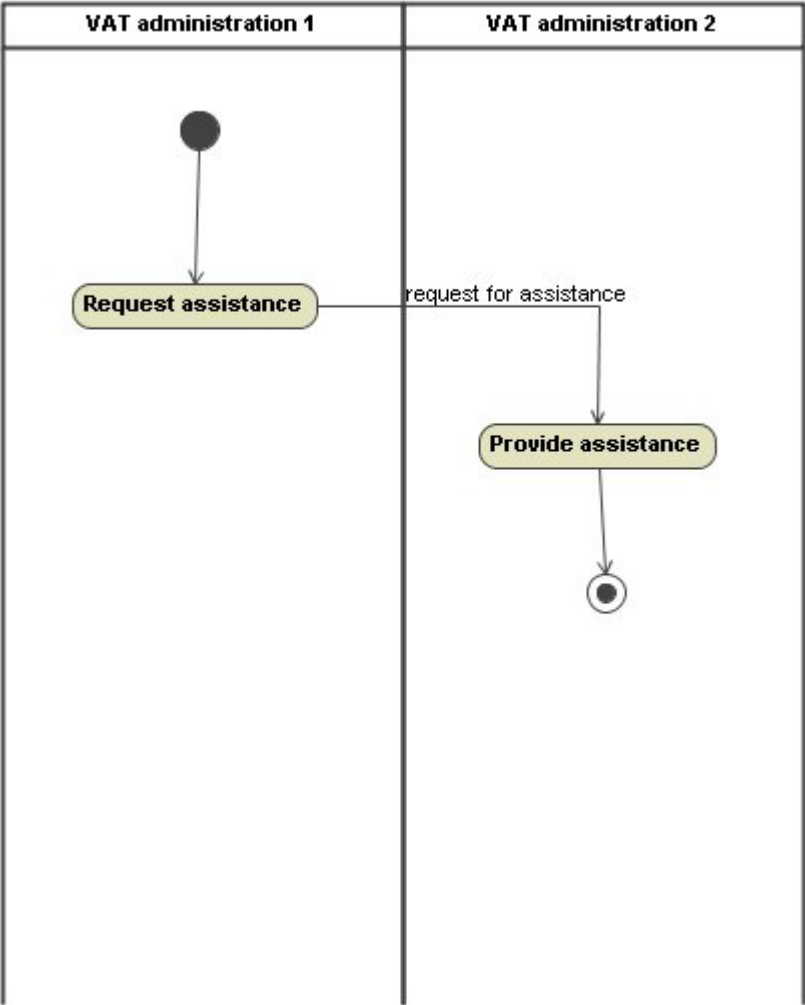 VAT administration 1
VAT administration 2
request for assistance
Request assistance
Provide assistance